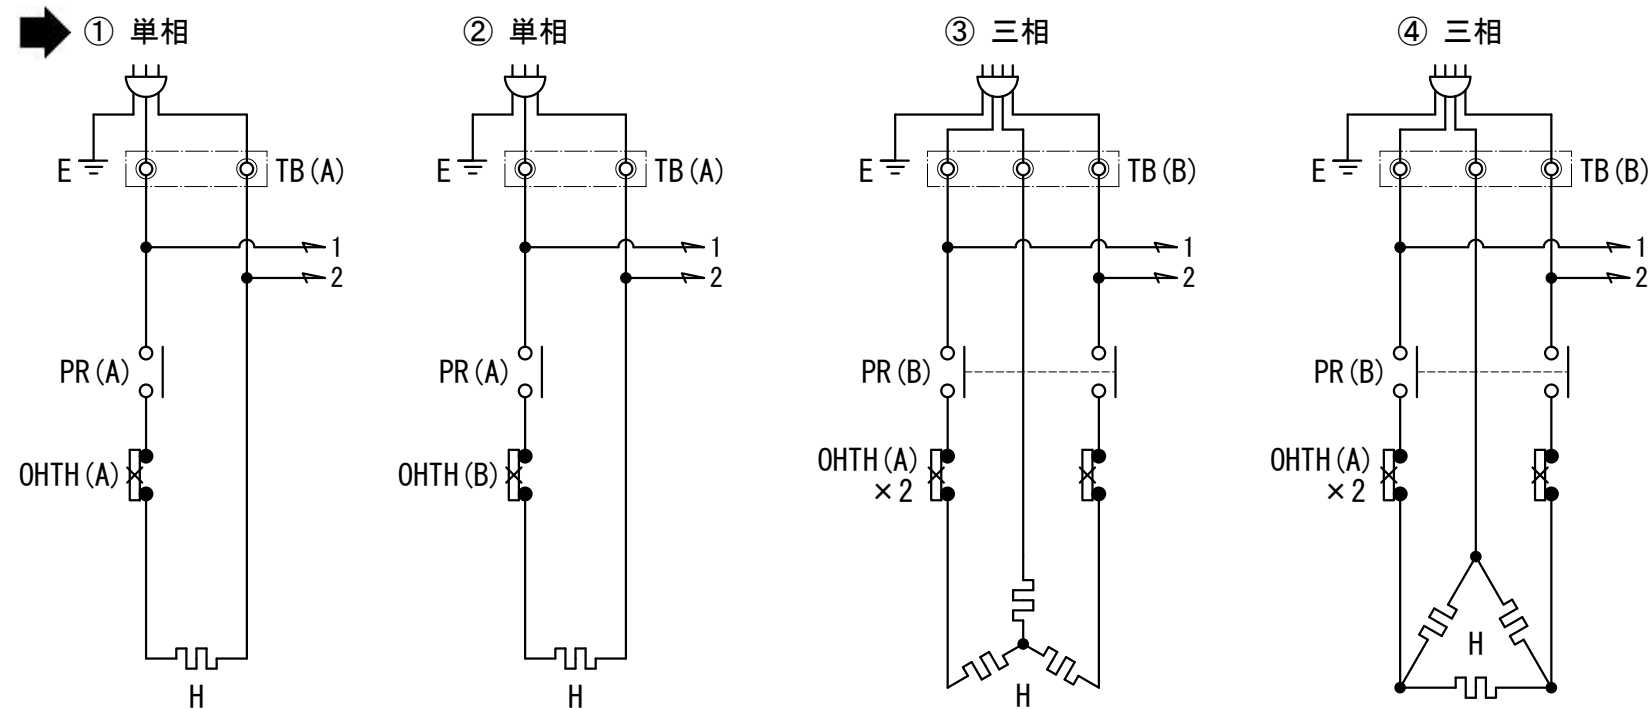 ① 単相
② 単相
③ 三相
④ 三相
E
TB(A)
E
TB(A)
E
TB(B)
E
TB(B)
1
2
1
2
1
2
1
2
PR(A)
PR(A)
PR(B)
PR(B)
OHTH(A)
OHTH(B)
OHTH(A)
×2
OHTH(A)
×2
H
H
H
H